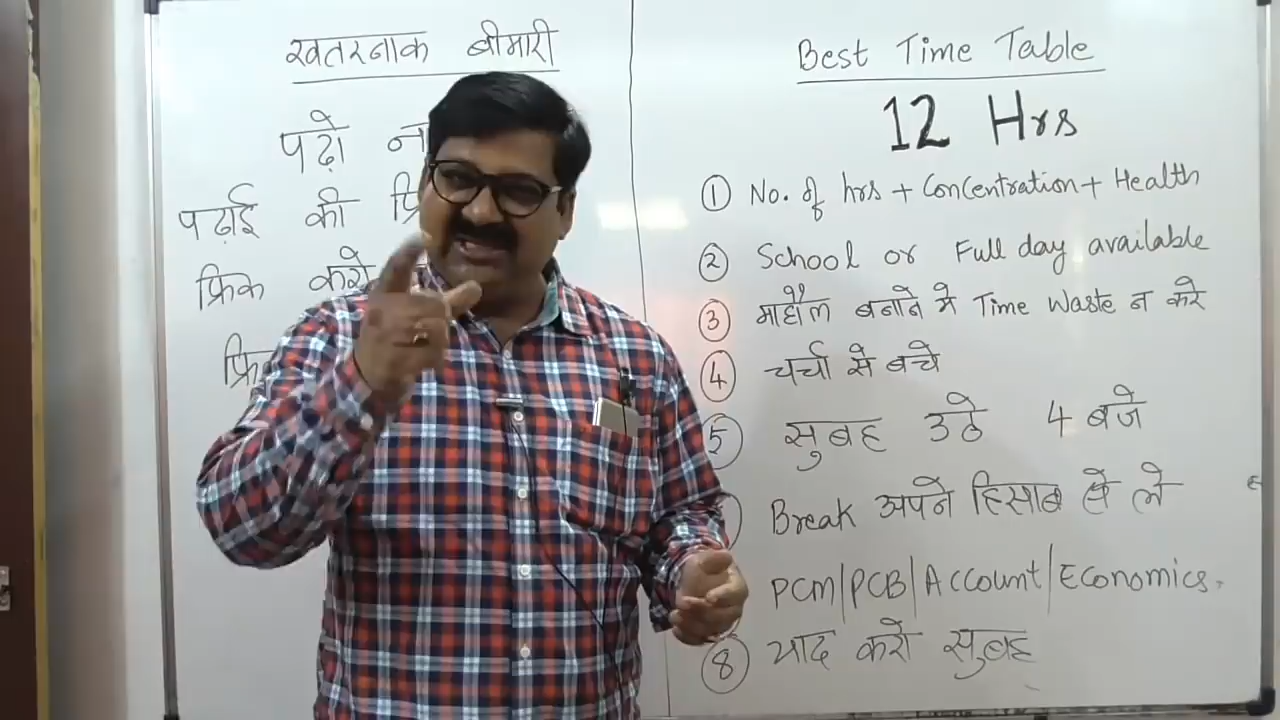 खतरनाक बीमारी
पढ़ो न
पढ़ाई की
फ्रिक करो
Best Time Table
12 Hrs
① No. of hrs + Concentration + Health
② School or Full day available
③ माहौल बनाने मे Time Waste न करे
④ चर्चा से बचे
5 सुबह उठे 4 बजे
Break अपने हिसाब से ले
PCM/PCB/Account/Economics.
⑧ याद करो सुबह